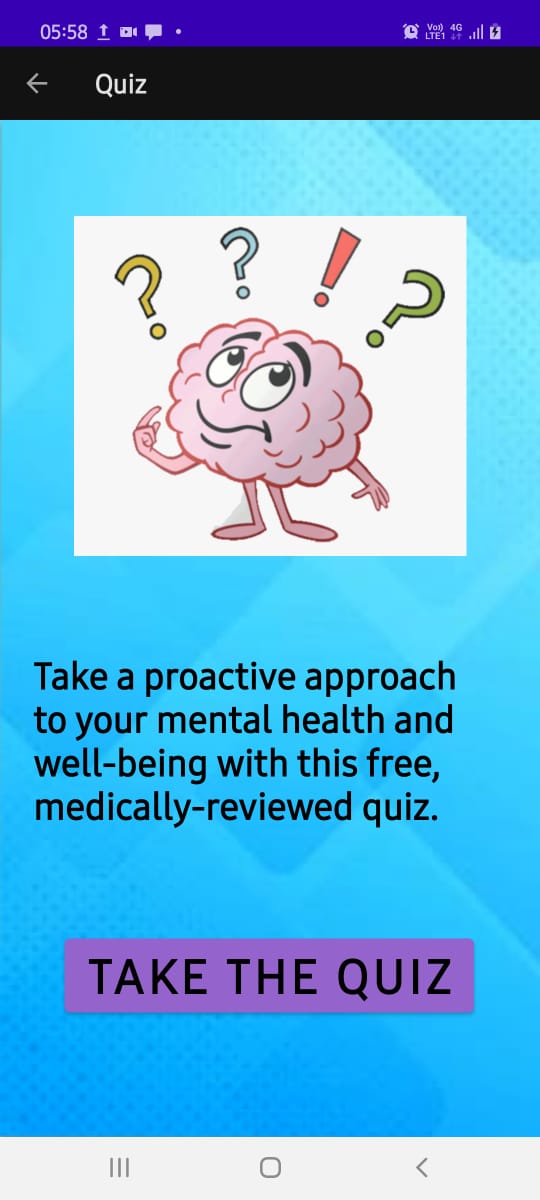 05:58
Vo) 4G
LTE1
Quiz
? ? ! ?
Take a proactive approach
to your mental health and
well-being with this free,
medically-reviewed quiz.
TAKE THE QUIZ